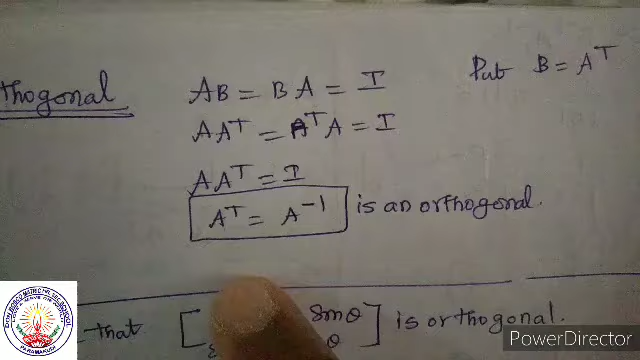 thogonal AB = BA = I Put B = Aᵀ
AAᵀ = AᵀA = I
AAᵀ = I
Aᵀ = A⁻¹ is an orthogonal.
that [ sinθ
θ ] is orthogonal.
PowerDirector